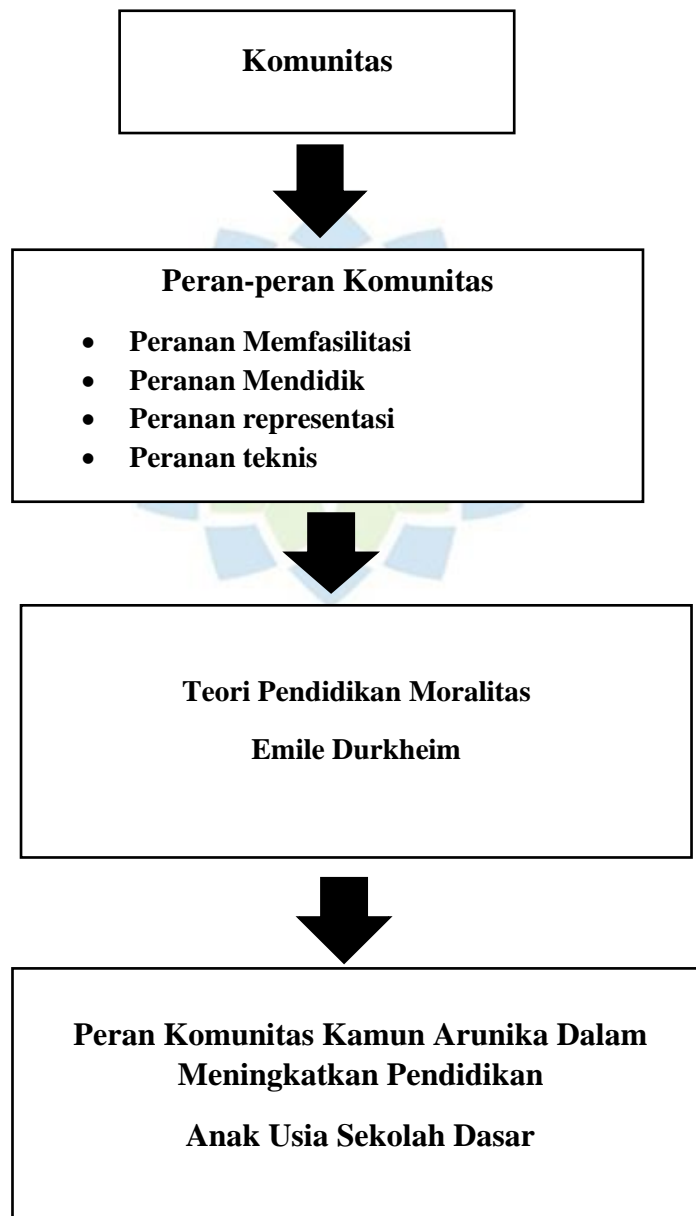 Komunitas
Peran-peran Komunitas
• Peranan Memfasilitasi
• Peranan Mendidik
• Peranan representasi
• Peranan teknis
Teori Pendidikan Moralitas
Emile Durkheim
Peran Komunitas Kamun Arunika Dalam
Meningkatkan Pendidikan
Anak Usia Sekolah Dasar